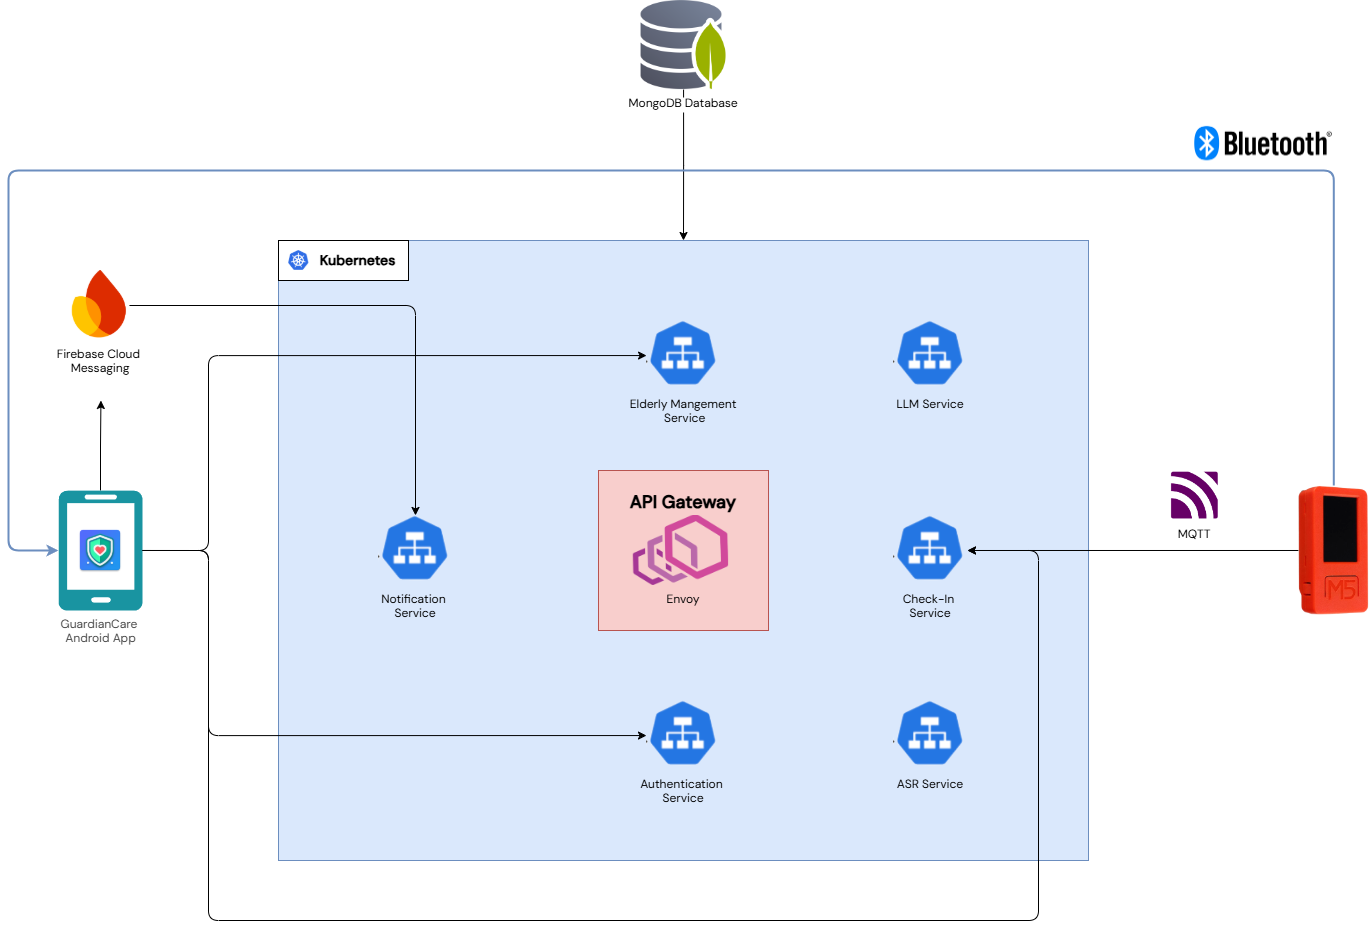 MongoDB Database
Bluetooth®
Kubernetes
Firebase Cloud
Messaging
Elderly Mangement
Service
LLM Service
API Gateway
Envoy
MQTT
Notification
Service
Check-In
Service
M5
GuardianCare
Android App
Authentication
Service
ASR Service